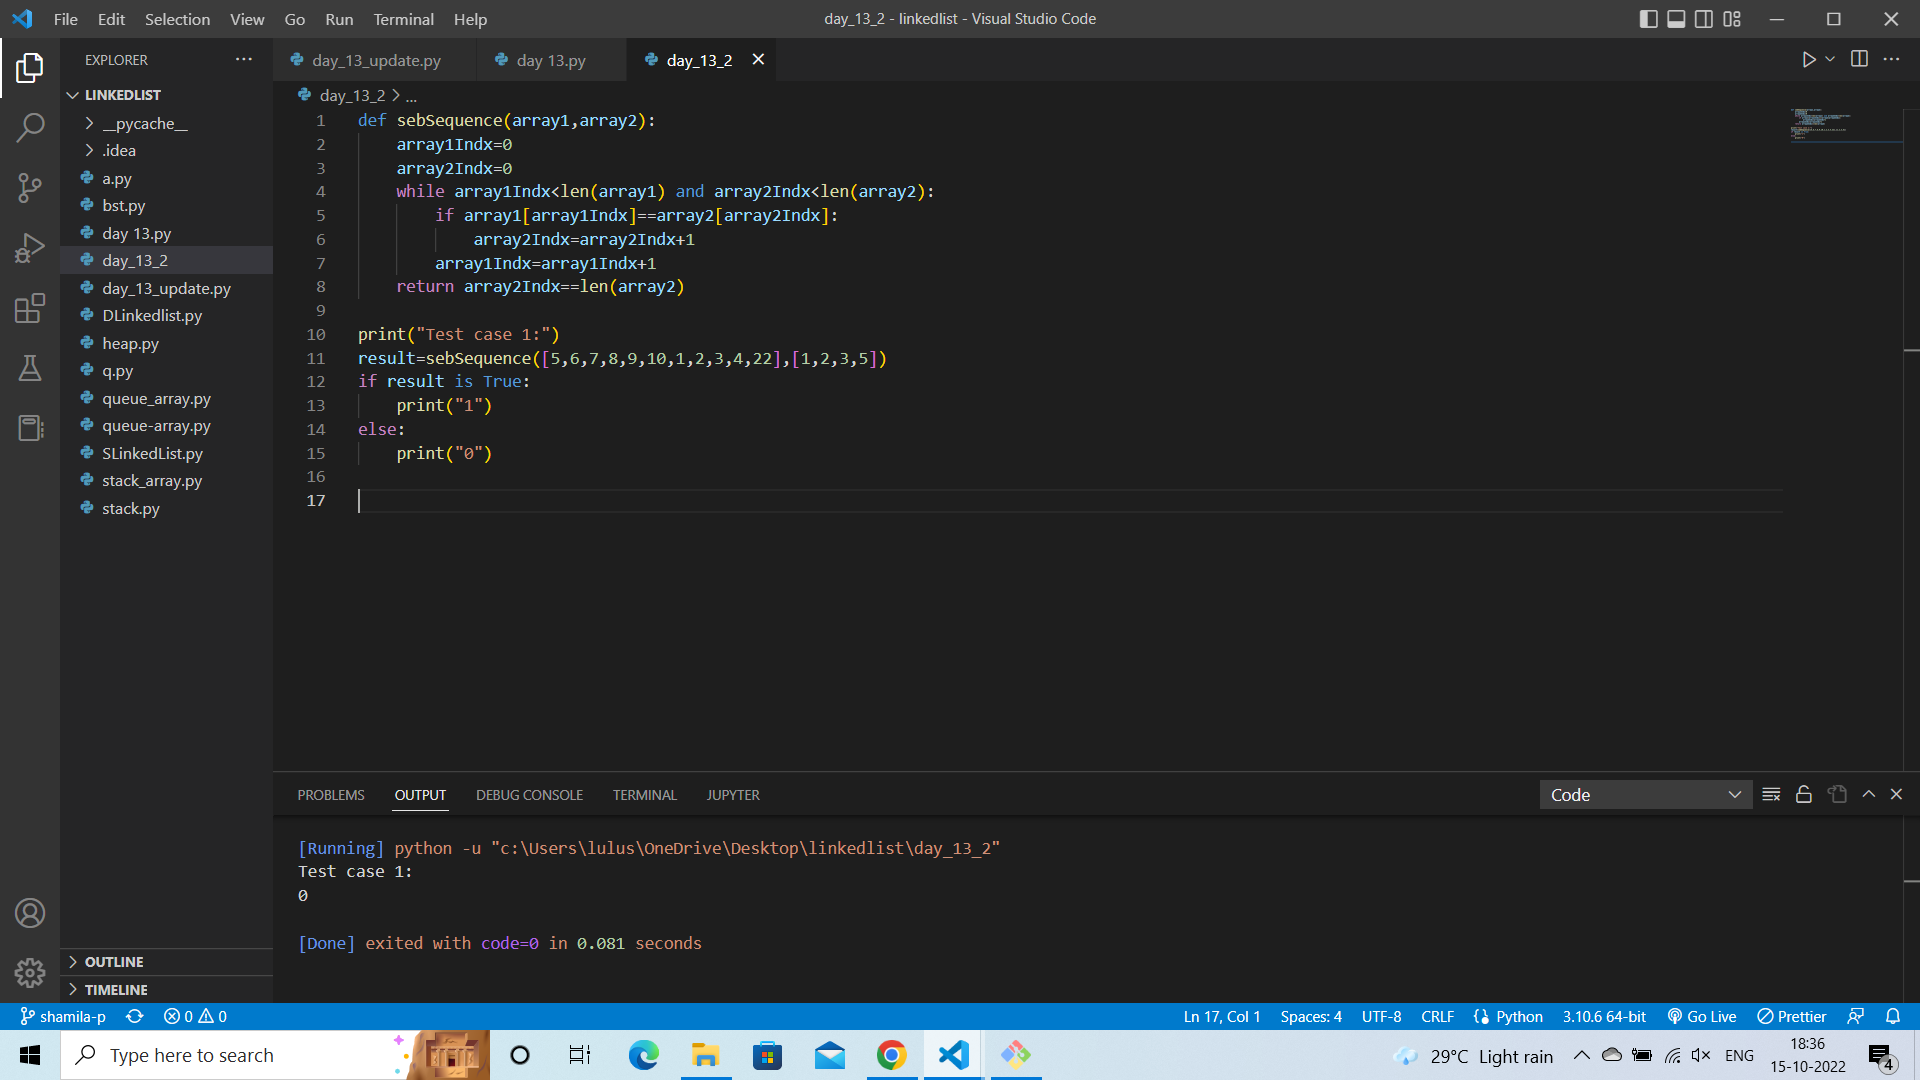 File Edit Selection View Go Run Terminal Help
day_13_2 - linkedlist - Visual Studio Code
EXPLORER
LINKEDLIST
__pycache__
.idea
a.py
bst.py
day 13.py
day_13_2
day_13_update.py
DLinkedlist.py
heap.py
q.py
queue_array.py
queue-array.py
SLinkedList.py
stack_array.py
stack.py
OUTLINE
TIMELINE
day_13_update.py day 13.py day_13_2
day_13_2 > ...
1 def sebSequence(array1,array2):
2     array1Indx=0
3     array2Indx=0
4     while array1Indx<len(array1) and array2Indx<len(array2):
5         if array1[array1Indx]==array2[array2Indx]:
6             array2Indx=array2Indx+1
7         array1Indx=array1Indx+1
8     return array2Indx==len(array2)
9
10 print("Test case 1:")
11 result=sebSequence([5,6,7,8,9,10,1,2,3,4,22],[1,2,3,5])
12 if result is True:
13     print("1")
14 else:
15     print("0")
16
17
PROBLEMS OUTPUT DEBUG CONSOLE TERMINAL JUPYTER
Code
[Running] python -u "c:\Users\lulus\OneDrive\Desktop\linkedlist\day_13_2"
Test case 1:
0
[Done] exited with code=0 in 0.081 seconds
shamila-p 0 0 Ln 17, Col 1 Spaces: 4 UTF-8 CRLF Python 3.10.6 64-bit Go Live Prettier
Type here to search
29°C Light rain ENG
18:36
15-10-2022
4